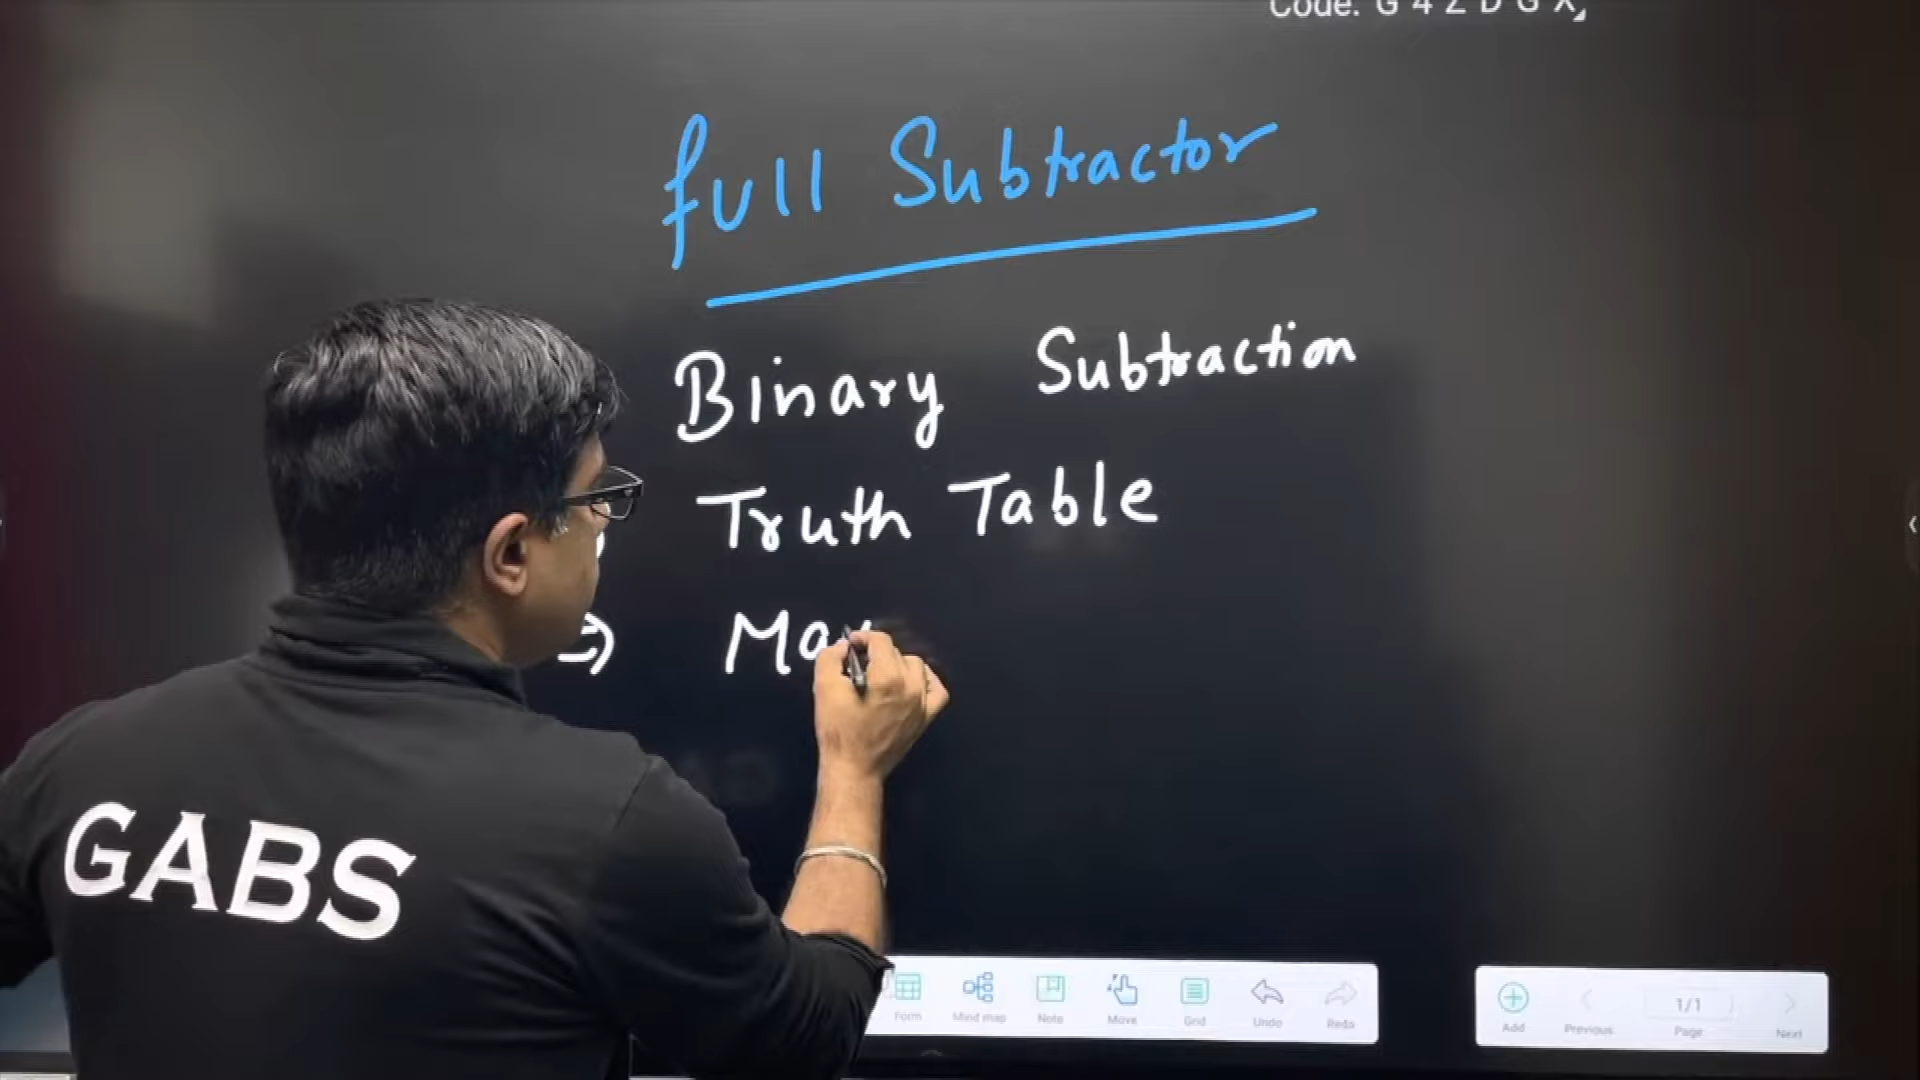 Code: G 4 Z D G X
full Subtractor
Binary Subtraction
Truth Table
⇒
GABS
Form Mind map Note Move Grid Undo Redo
Add Previous 1/1 Page Next